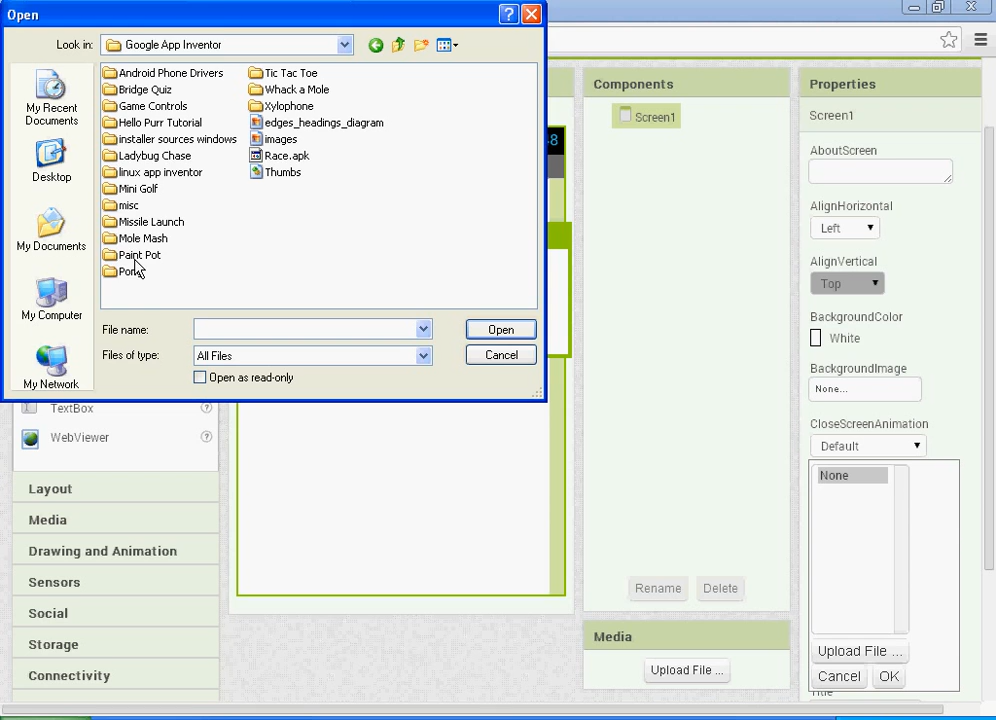 Open
Look in: Google App Inventor
My Recent
Documents
Desktop
My Documents
My Computer
My Network
Android Phone Drivers
Bridge Quiz
Game Controls
Hello Purr Tutorial
installer sources windows
Ladybug Chase
linux app inventor
Mini Golf
misc
Missile Launch
Mole Mash
Paint Pot
Tic Tac Toe
Whack a Mole
Xylophone
edges_headings_diagram
images
Race.apk
Thumbs
File name:
Open
Files of type: All Files
Cancel
Open as read-only
TextBox
WebViewer
Layout
Media
Drawing and Animation
Sensors
Social
Storage
Connectivity
48
Components
Screen1
Rename Delete
Media
Upload File ...
Properties
Screen1
AboutScreen
AlignHorizontal
Left
AlignVertical
Top
BackgroundColor
White
BackgroundImage
None...
CloseScreenAnimation
Default
None
Upload File ...
Cancel OK
Title